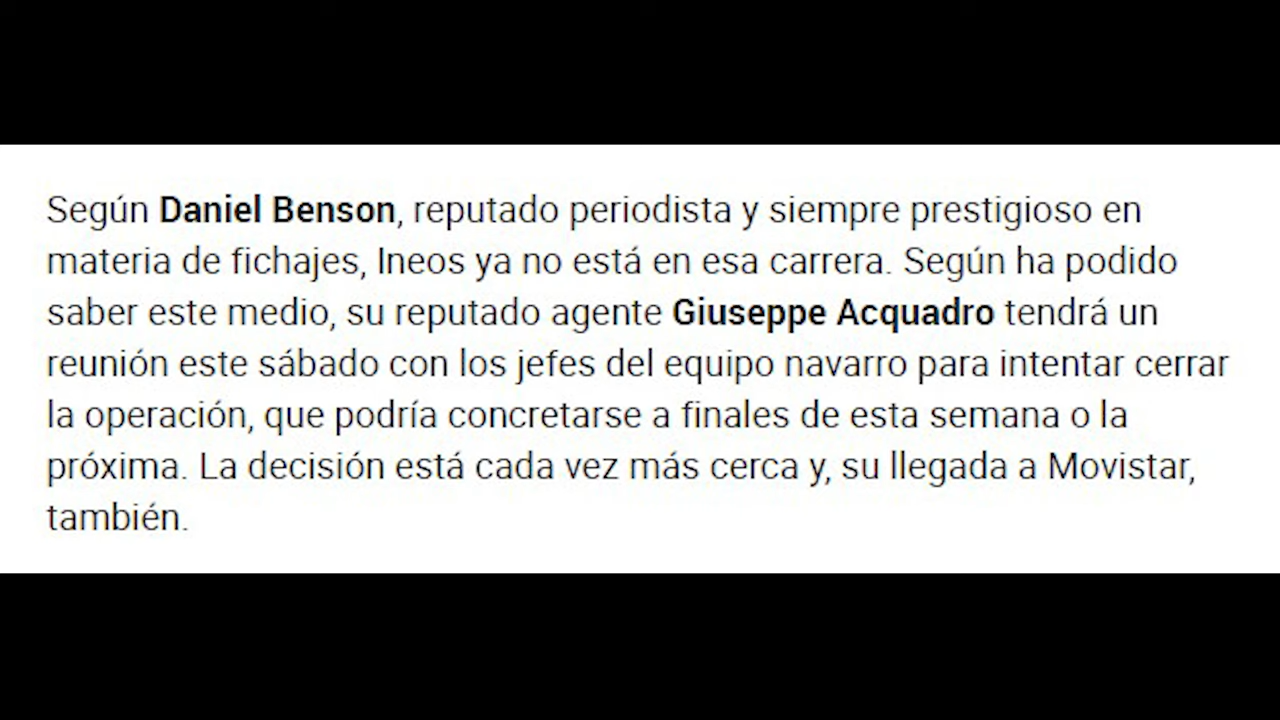 Según Daniel Benson, reputado periodista y siempre prestigioso en
materia de fichajes, Ineos ya no está en esa carrera. Según ha podido
saber este medio, su reputado agente Giuseppe Acquadro tendrá un
reunión este sábado con los jefes del equipo navarro para intentar cerrar
la operación, que podría concretarse a finales de esta semana o la
próxima. La decisión está cada vez más cerca y, su llegada a Movistar,
también.